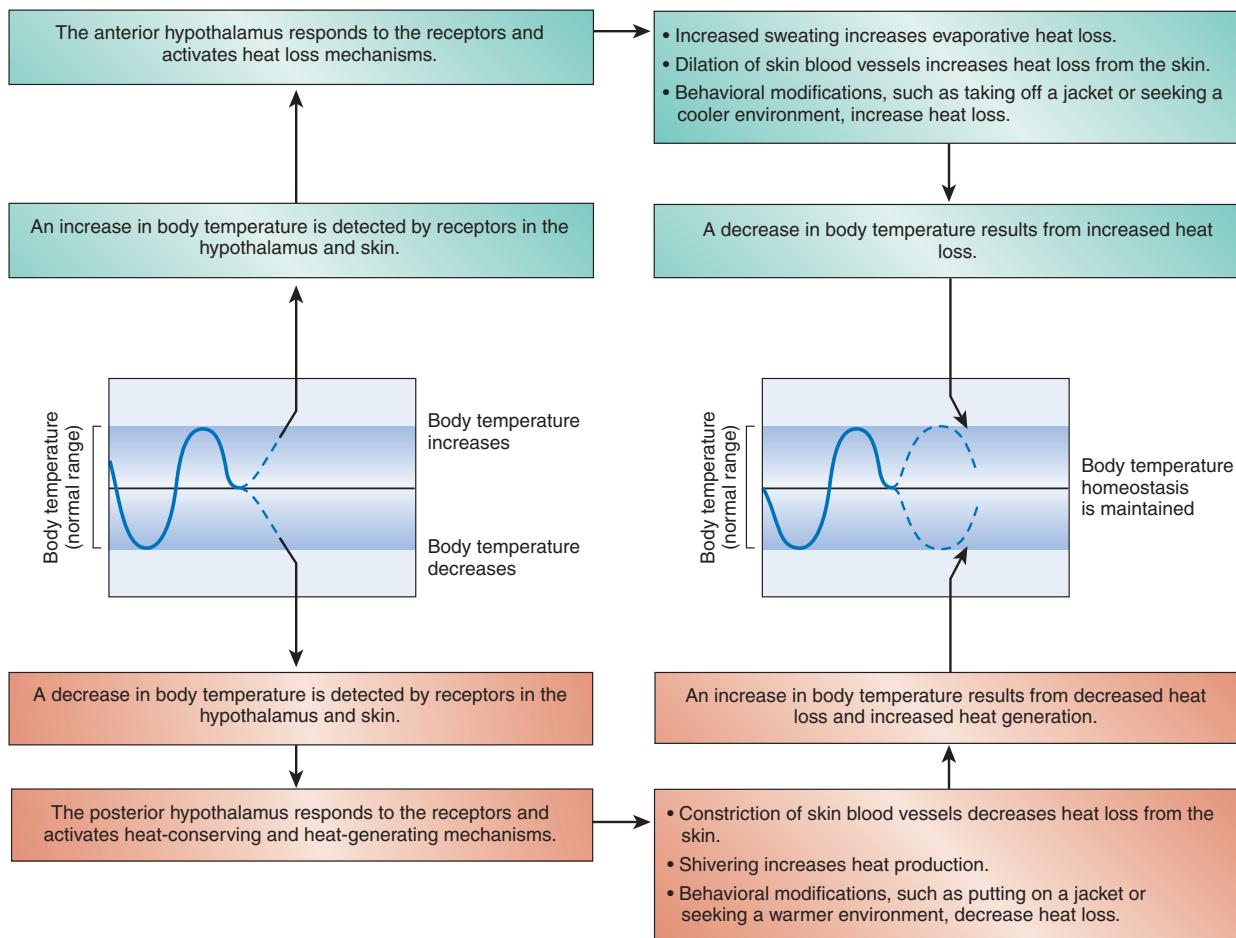 The anterior hypothalamus responds to the receptors and
activates heat loss mechanisms.
• Increased sweating increases evaporative heat loss.
• Dilation of skin blood vessels increases heat loss from the skin.
• Behavioral modifications, such as taking off a jacket or seeking a
cooler environment, increase heat loss.
An increase in body temperature is detected by receptors in the
hypothalamus and skin.
A decrease in body temperature results from increased heat
loss.
Body temperature
(normal range)
Body temperature
increases
Body temperature
decreases
Body temperature
(normal range)
Body temperature
homeostasis
is maintained
A decrease in body temperature is detected by receptors in the
hypothalamus and skin.
An increase in body temperature results from decreased heat
loss and increased heat generation.
The posterior hypothalamus responds to the receptors and
activates heat-conserving and heat-generating mechanisms.
• Constriction of skin blood vessels decreases heat loss from the
skin.
• Shivering increases heat production.
• Behavioral modifications, such as putting on a jacket or
seeking a warmer environment, decrease heat loss.